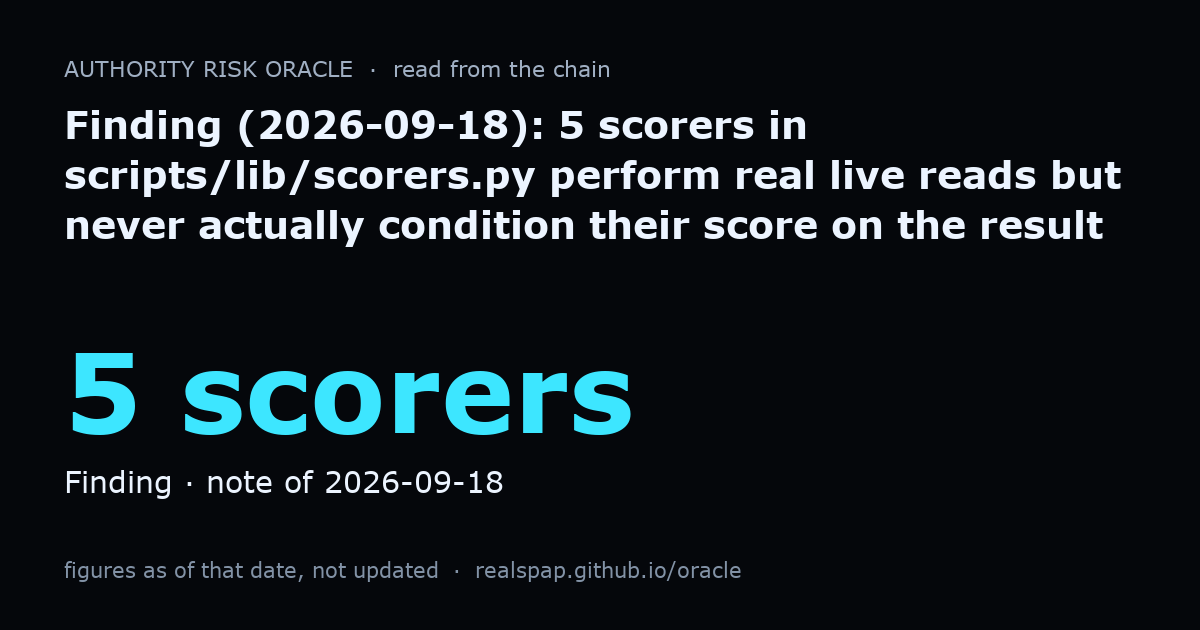 AUTHORITY RISK ORACLE · read from the chain
Finding (2026-09-18): 5 scorers in
scripts/lib/scorers.py perform real live reads but
never actually condition their score on the result
5 scorers
Finding · note of 2026-09-18
figures as of that date, not updated · realspap.github.io/oracle